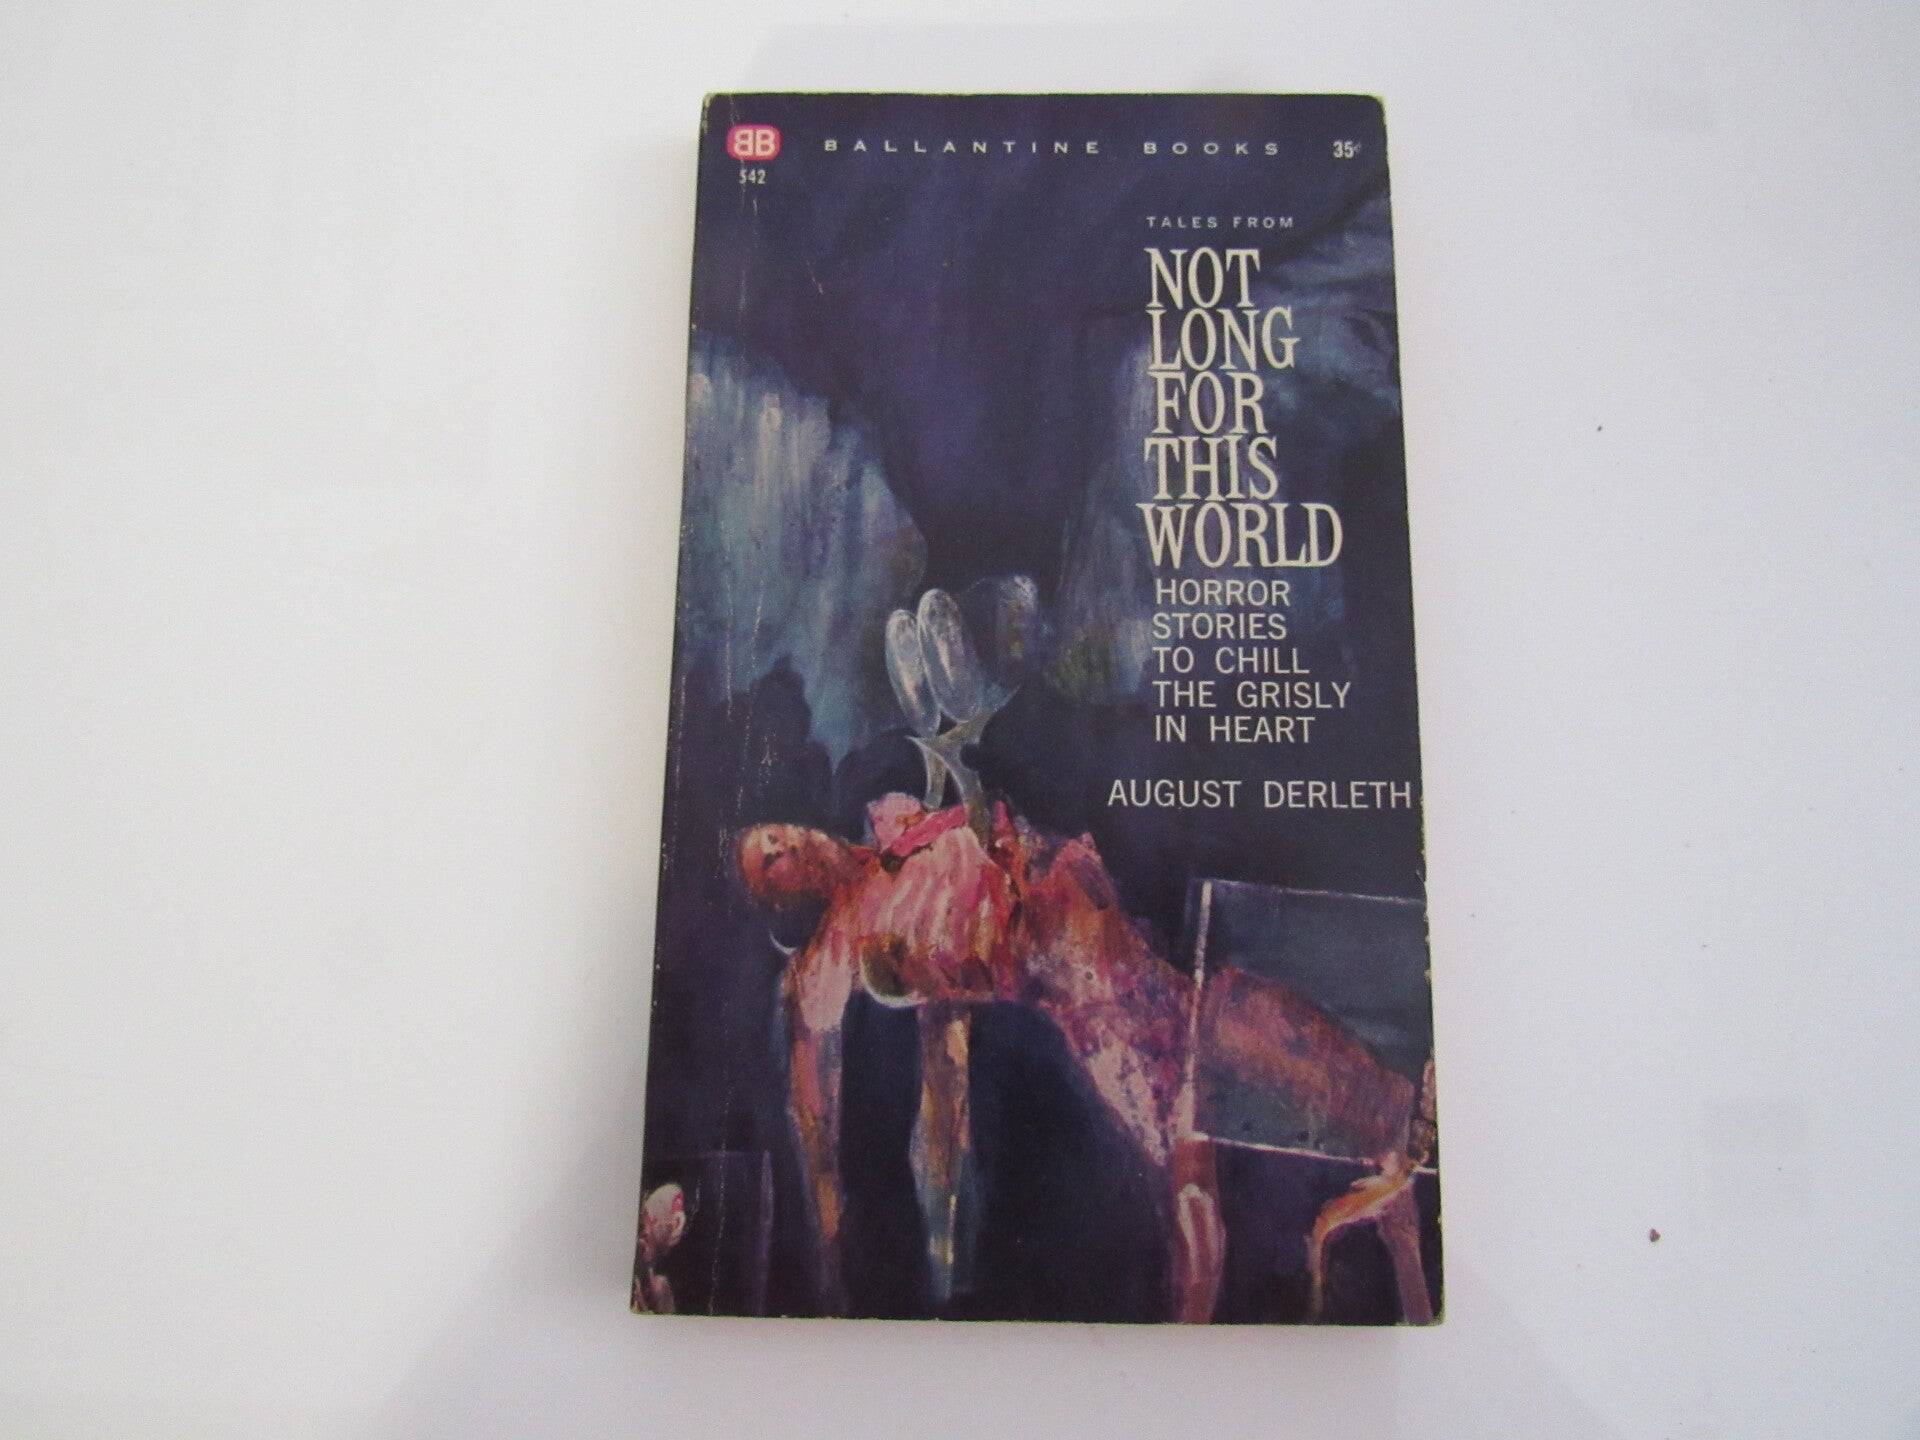 BB BALLANTINE BOOKS 35¢
542
TALES FROM
NOT
LONG
FOR
THIS
WORLD
HORROR
STORIES
TO CHILL
THE GRISLY
IN HEART
AUGUST DERLETH